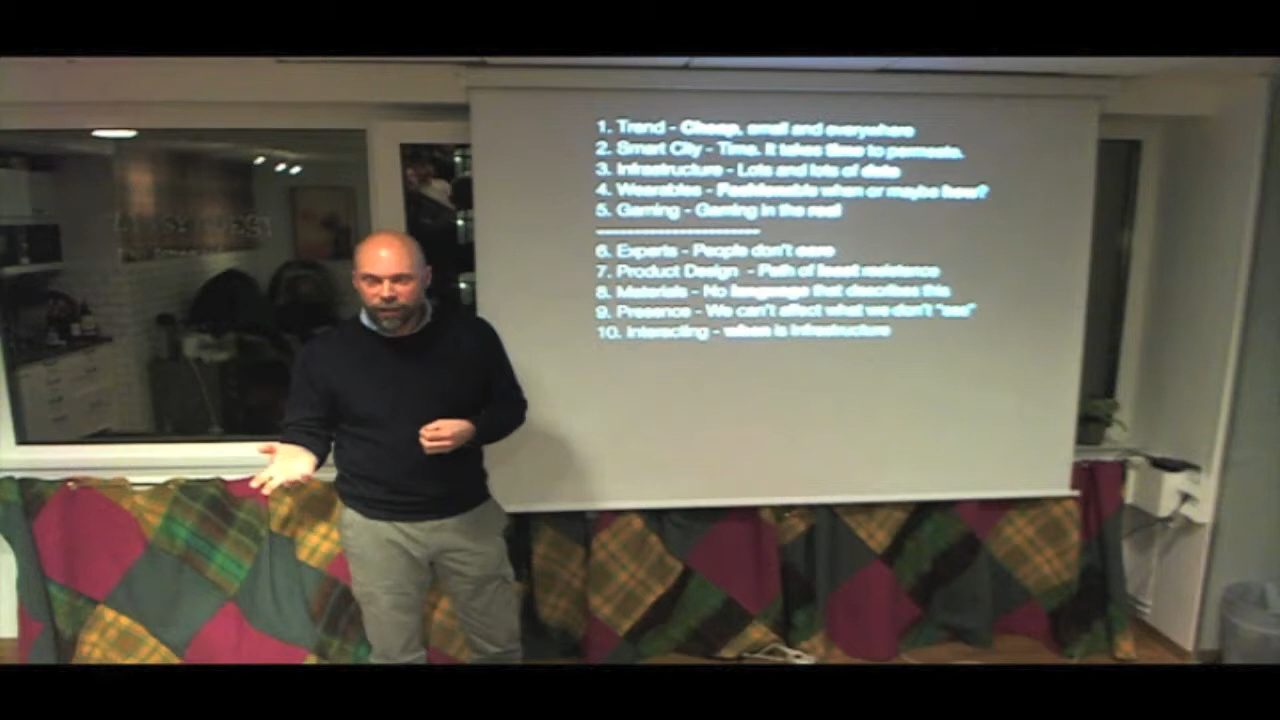 1. Trend - Cheap, small and everywhere
2. Smart City - Time. It takes time to permeate.
3. Infrastructure - Lots and lots of data
4. Wearables - Fashionable when or maybe how?
5. Gaming - Gaming in the real
--------------------
6. Experts - People don't care
7. Product Design - Path of least resistence
8. Materials - No language that describes this
9. Presence - We can't affect what we don't "see"
10. Interacting - when is infrastructure